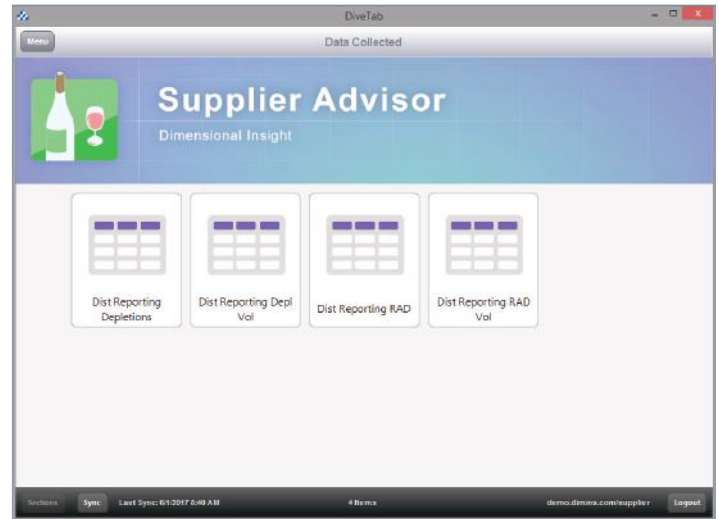 DiveTab
Menu
Data Collected
Supplier Advisor
Dimensional Insight
Dist Reporting
Depletions
Dist Reporting Depl
Vol
Dist Reporting RAD
Dist Reporting RAD
Vol
Sections
Sync
Last Sync: 6/1/2017 8:40 AM
4 Items
demo.diminx.com/supplier
Logout